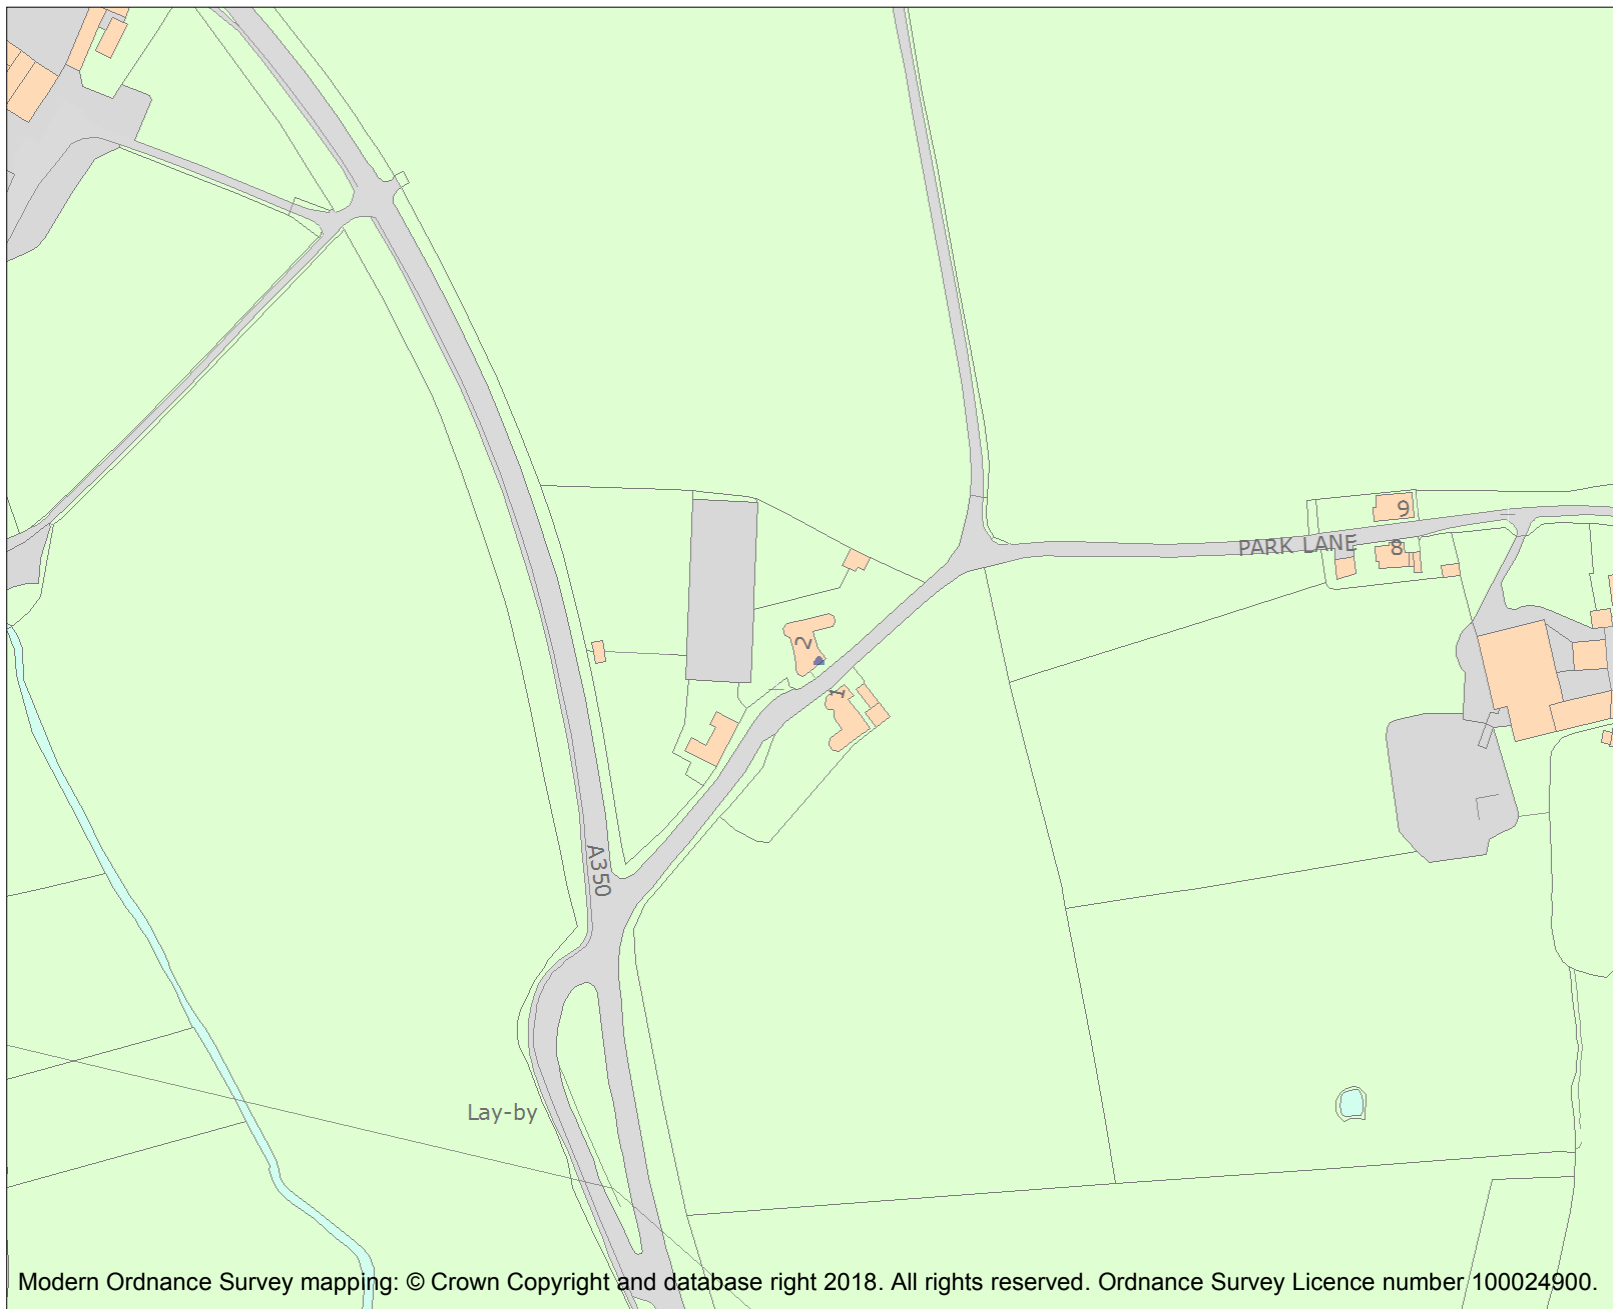 9
PARK LANE
8
2
1
A350
Lay-by
Modern Ordnance Survey mapping: © Crown Copyright and database right 2018. All rights reserved. Ordnance Survey Licence number 100024900.